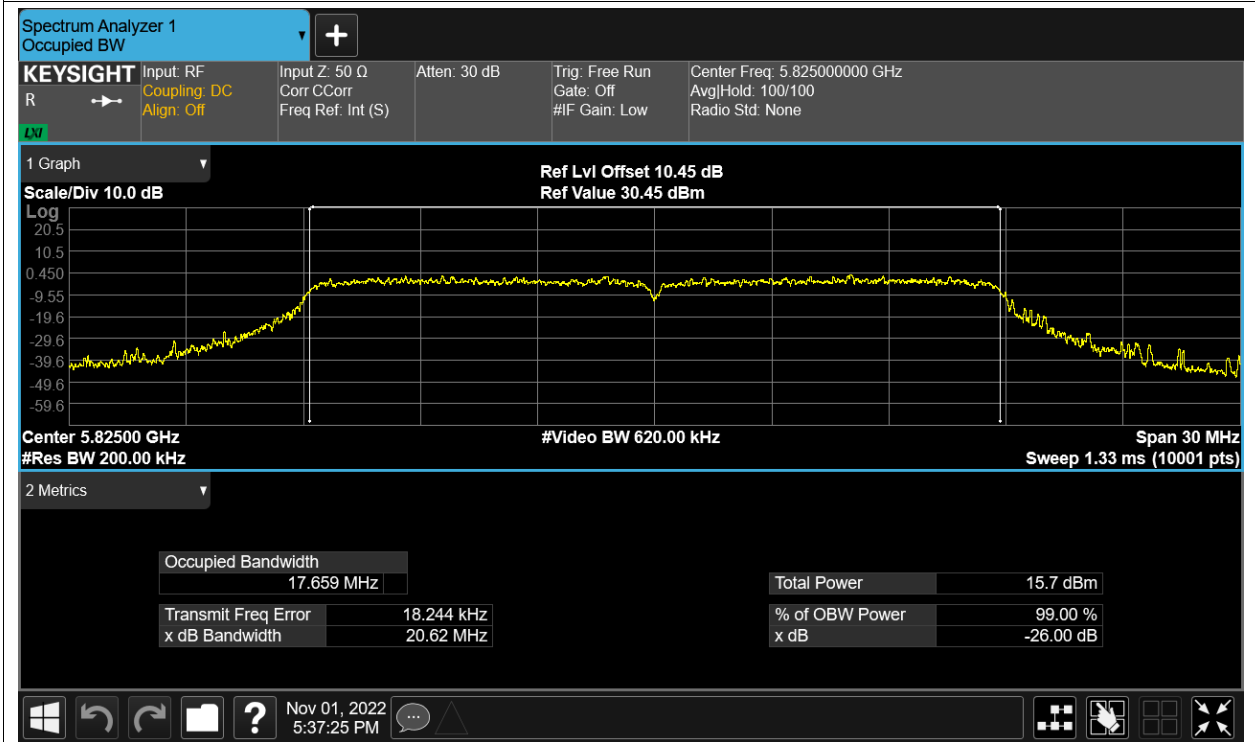 Spectrum Analyzer 1
Occupied BW
+
KEYSIGHT
R
LXI
Input: RF
Coupling: DC
Align: Off
Input Z: 50 Ω
Corr CCorr
Freq Ref: Int (S)
Atten: 30 dB
Trig: Free Run
Gate: Off
#IF Gain: Low
Center Freq: 5.825000000 GHz
Avg|Hold: 100/100
Radio Std: None
1 Graph
Scale/Div 10.0 dB
Ref Lvl Offset 10.45 dB
Ref Value 30.45 dBm
Log
20.5
10.5
0.450
-9.55
-19.6
-29.6
-39.6
-49.6
-59.6
Center 5.82500 GHz
#Video BW 620.00 kHz
Span 30 MHz
#Res BW 200.00 kHz
Sweep 1.33 ms (10001 pts)
2 Metrics
Occupied Bandwidth
17.659 MHz
Transmit Freq Error 18.244 kHz
x dB Bandwidth 20.62 MHz
Total Power 15.7 dBm
% of OBW Power 99.00 %
x dB -26.00 dB
?
Nov 01, 2022
5:37:25 PM